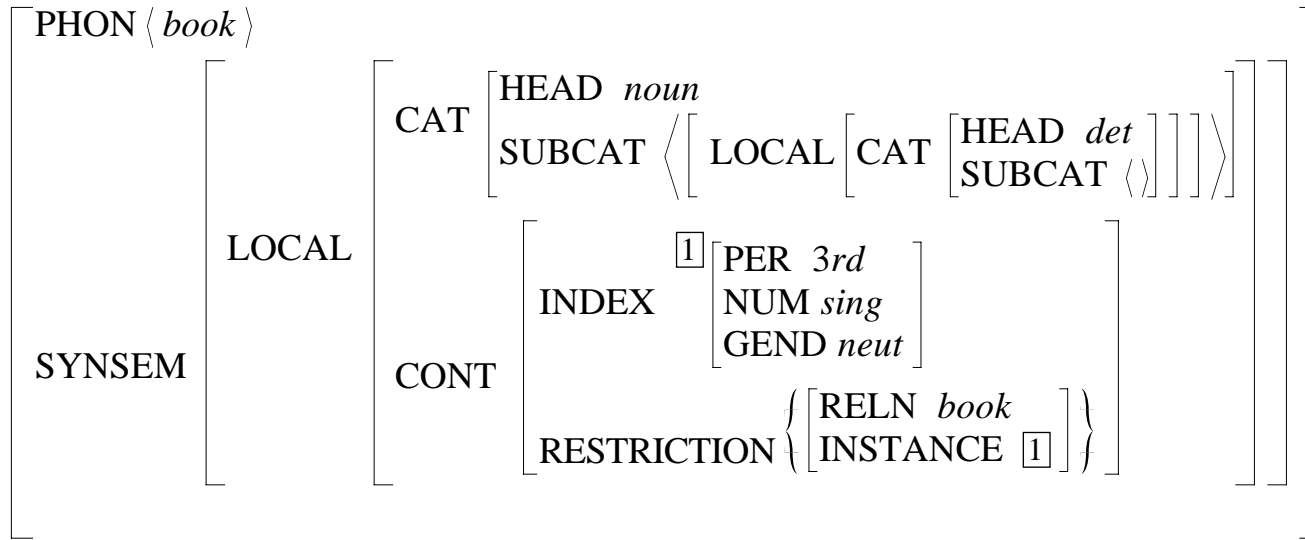 PHON ⟨ book ⟩
HEAD noun
CAT
SUBCAT ⟨ [ LOCAL [ CAT [ HEAD det
SUBCAT ⟨ ⟩ ] ] ] ⟩
LOCAL
1 PER 3rd
INDEX NUM sing
GEND neut
SYNSEM
CONT
RELN book
RESTRICTION { [ INSTANCE 1 ] }